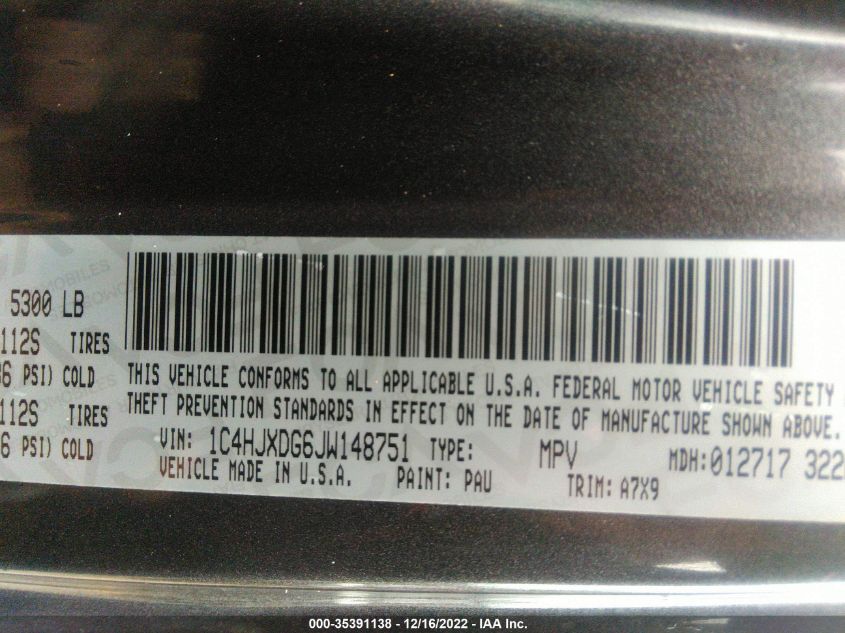 5300 LB
112S TIRES
6 PSI) COLD
112S TIRES
6 PSI) COLD
THIS VEHICLE CONFORMS TO ALL APPLICABLE U.S.A. FEDERAL MOTOR VEHICLE SAFETY
THEFT PREVENTION STANDARDS IN EFFECT ON THE DATE OF MANUFACTURE SHOWN ABOVE.
VIN: 1C4HJXDG6JW148751 TYPE: MPV MDH: 012717 322
VEHICLE MADE IN U.S.A. PAINT: PAU TRIM: A7X9
000-35391138 - 12/16/2022 - IAA Inc.